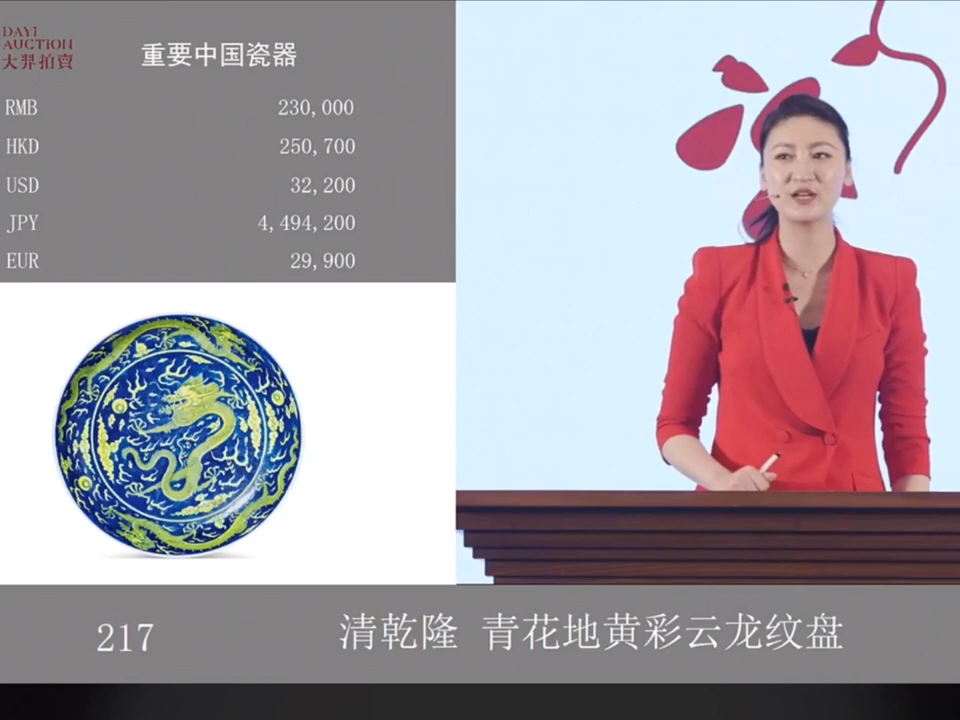 DAYI
AUCTION
大羿拍賣
重要中国瓷器
RMB 230,000
HKD 250,700
USD 32,200
JPY 4,494,200
EUR 29,900
217 清乾隆 青花地黄彩云龙纹盘